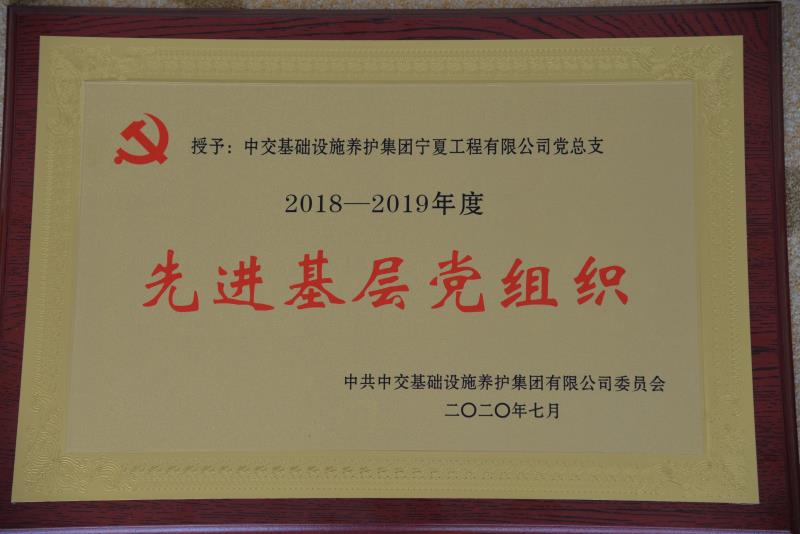 授予：中交基础设施养护集团宁夏工程有限公司党总支
2018—2019年度
先进基层党组织
中共中交基础设施养护集团有限公司委员会
二〇二〇年七月